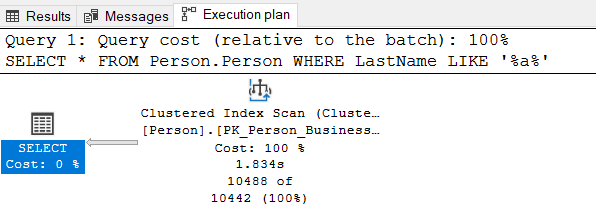 Results Messages Execution plan
Query 1: Query cost (relative to the batch): 100%
SELECT * FROM Person.Person WHERE LastName LIKE '%a%'
Clustered Index Scan (Cluste…
[Person].[PK_Person_Business…
Cost: 100 %
1.834s
10488 of
10442 (100%)
SELECT
Cost: 0 %